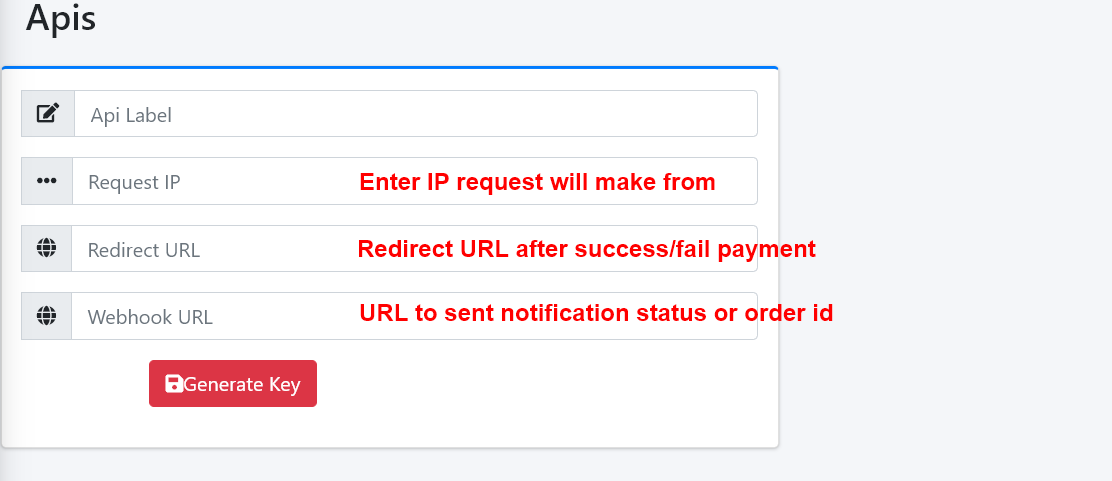 Apis
Api Label
Request IP Enter IP request will make from
Redirect URL Redirect URL after success/fail payment
Webhook URL URL to sent notification status or order id
Generate Key